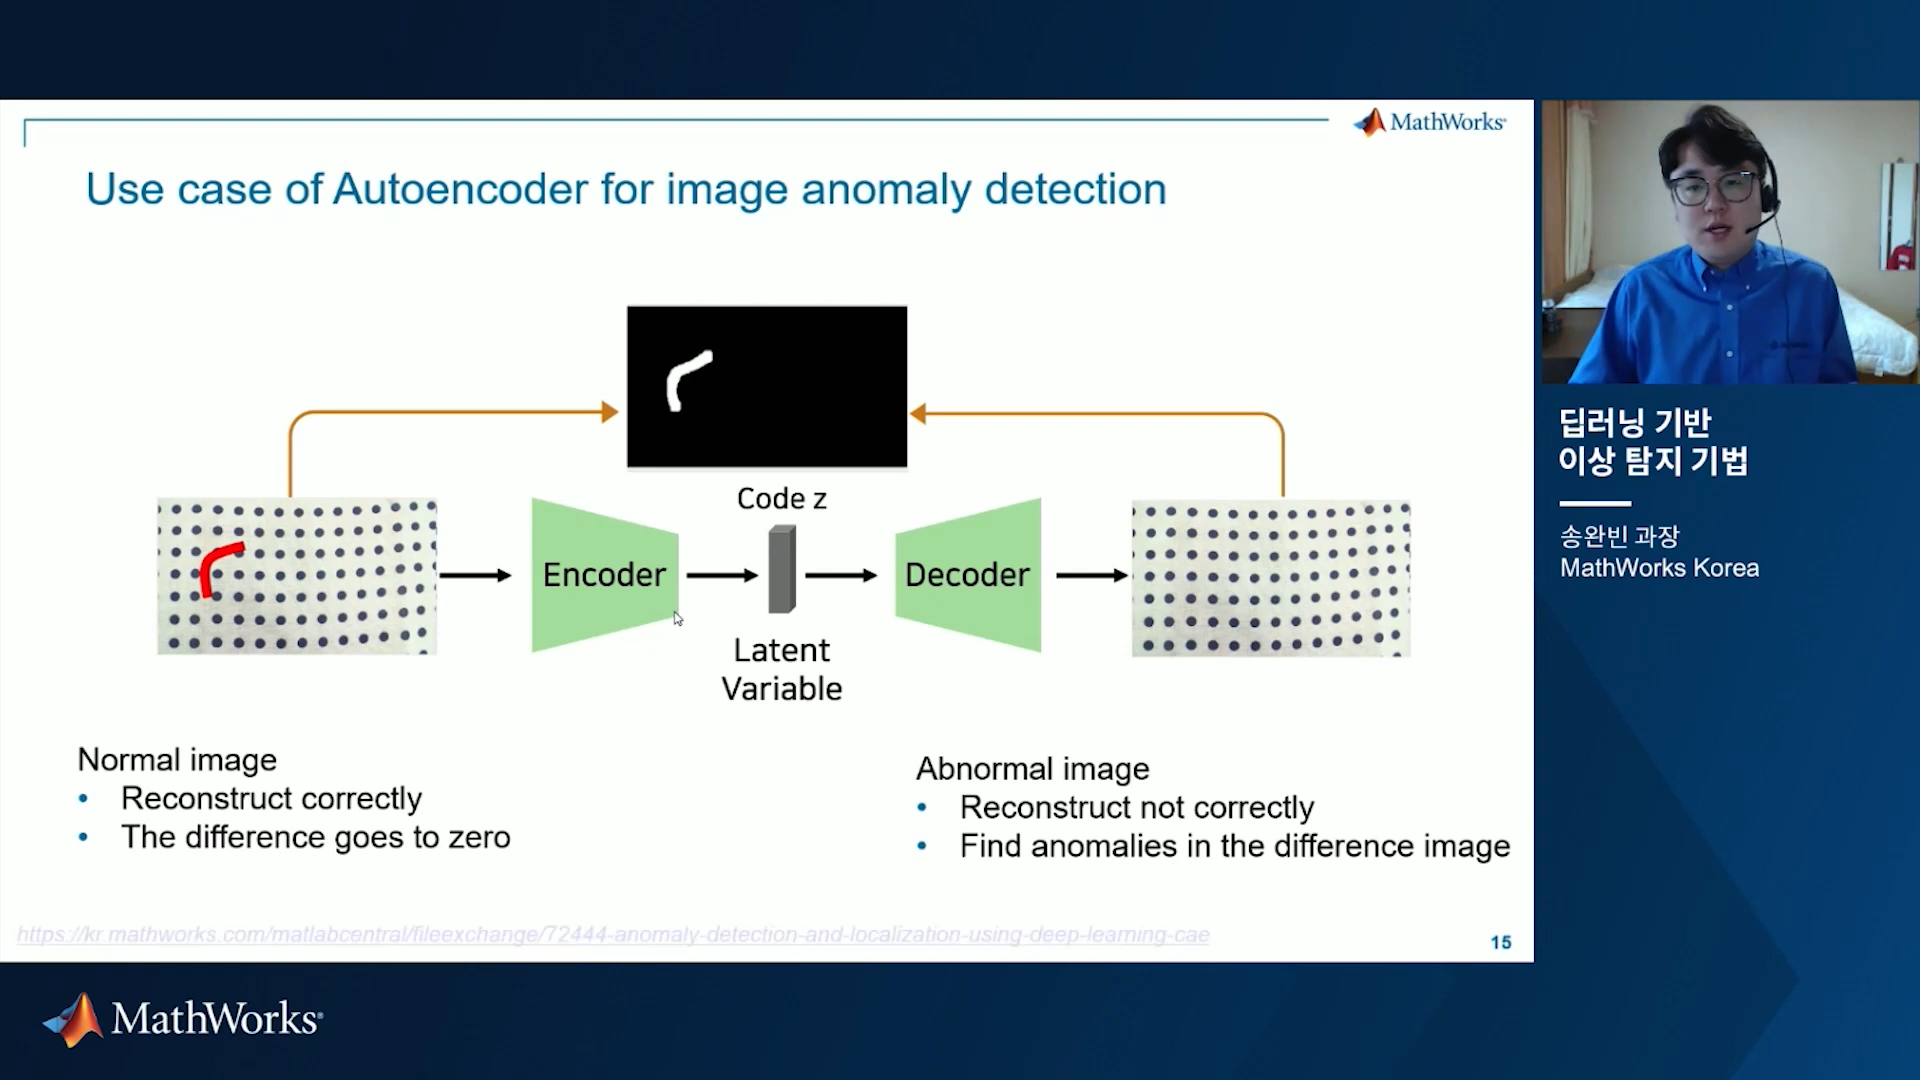 MathWorks®
Use case of Autoencoder for image anomaly detection
Code z
Encoder
Decoder
Latent
Variable
Normal image
• Reconstruct correctly
• The difference goes to zero
Abnormal image
• Reconstruct not correctly
• Find anomalies in the difference image
https://kr.mathworks.com/matlabcentral/fileexchange/72444-anomaly-detection-and-localization-using-deep-learning-cae
15
딥러닝 기반
이상 탐지 기법
송완빈 과장
MathWorks Korea
MathWorks®